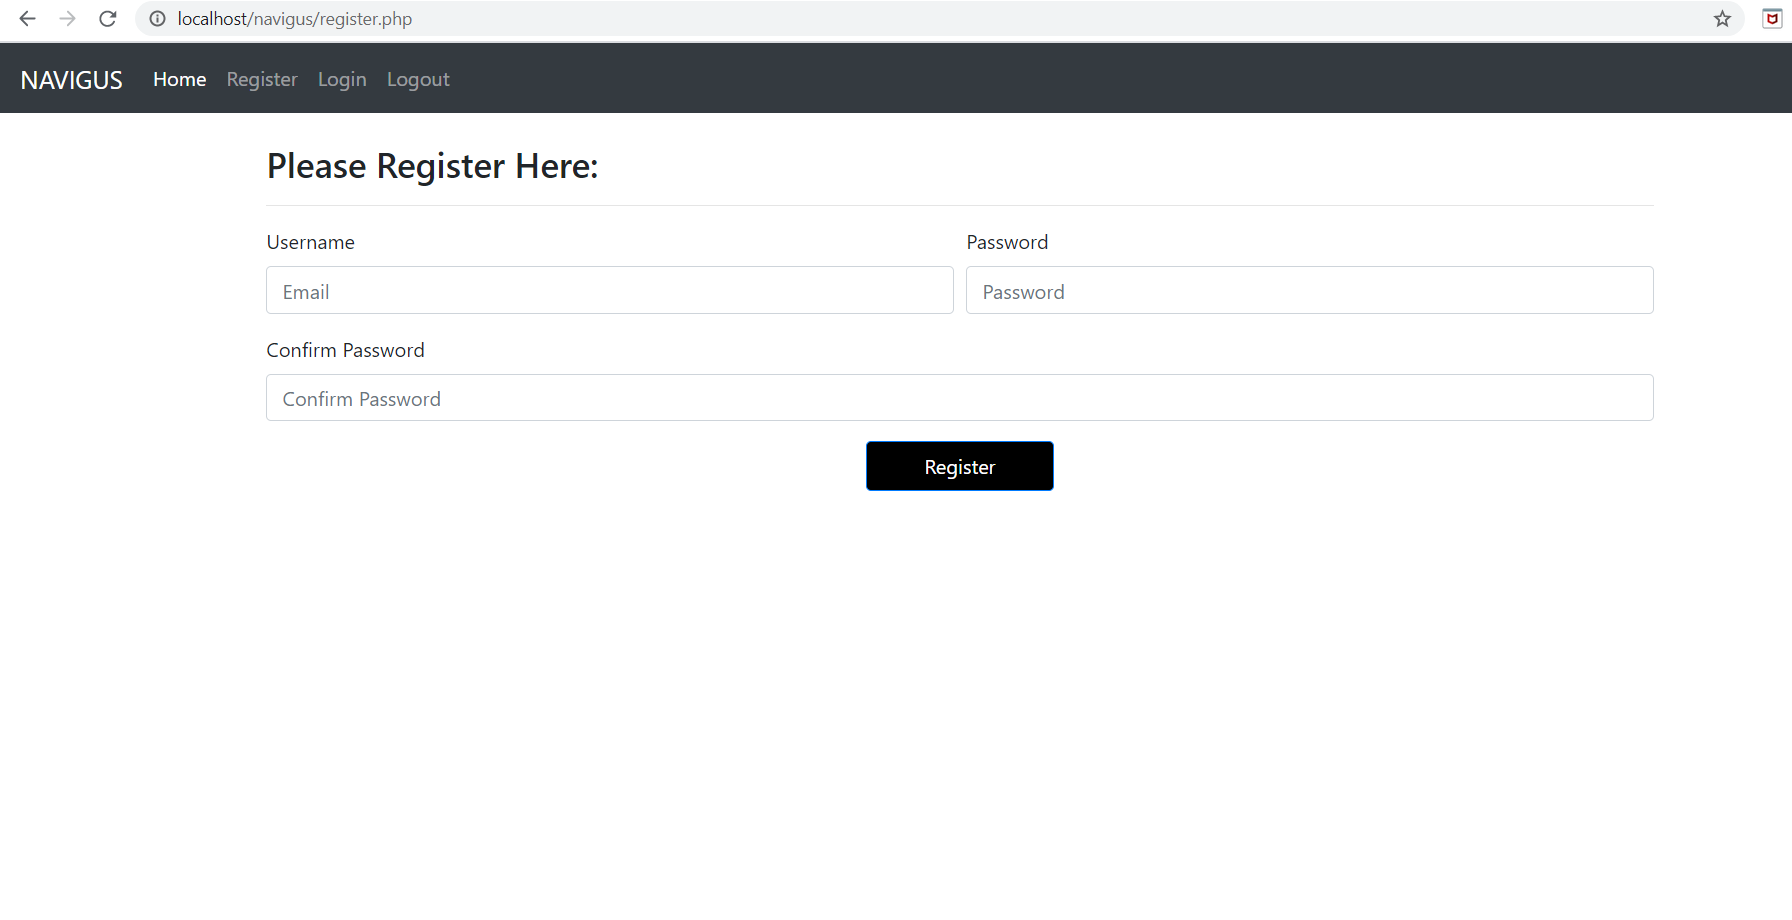 localhost/navigus/register.php
NAVIGUS Home Register Login Logout
Please Register Here:
Username Password
Email Password
Confirm Password
Confirm Password
Register